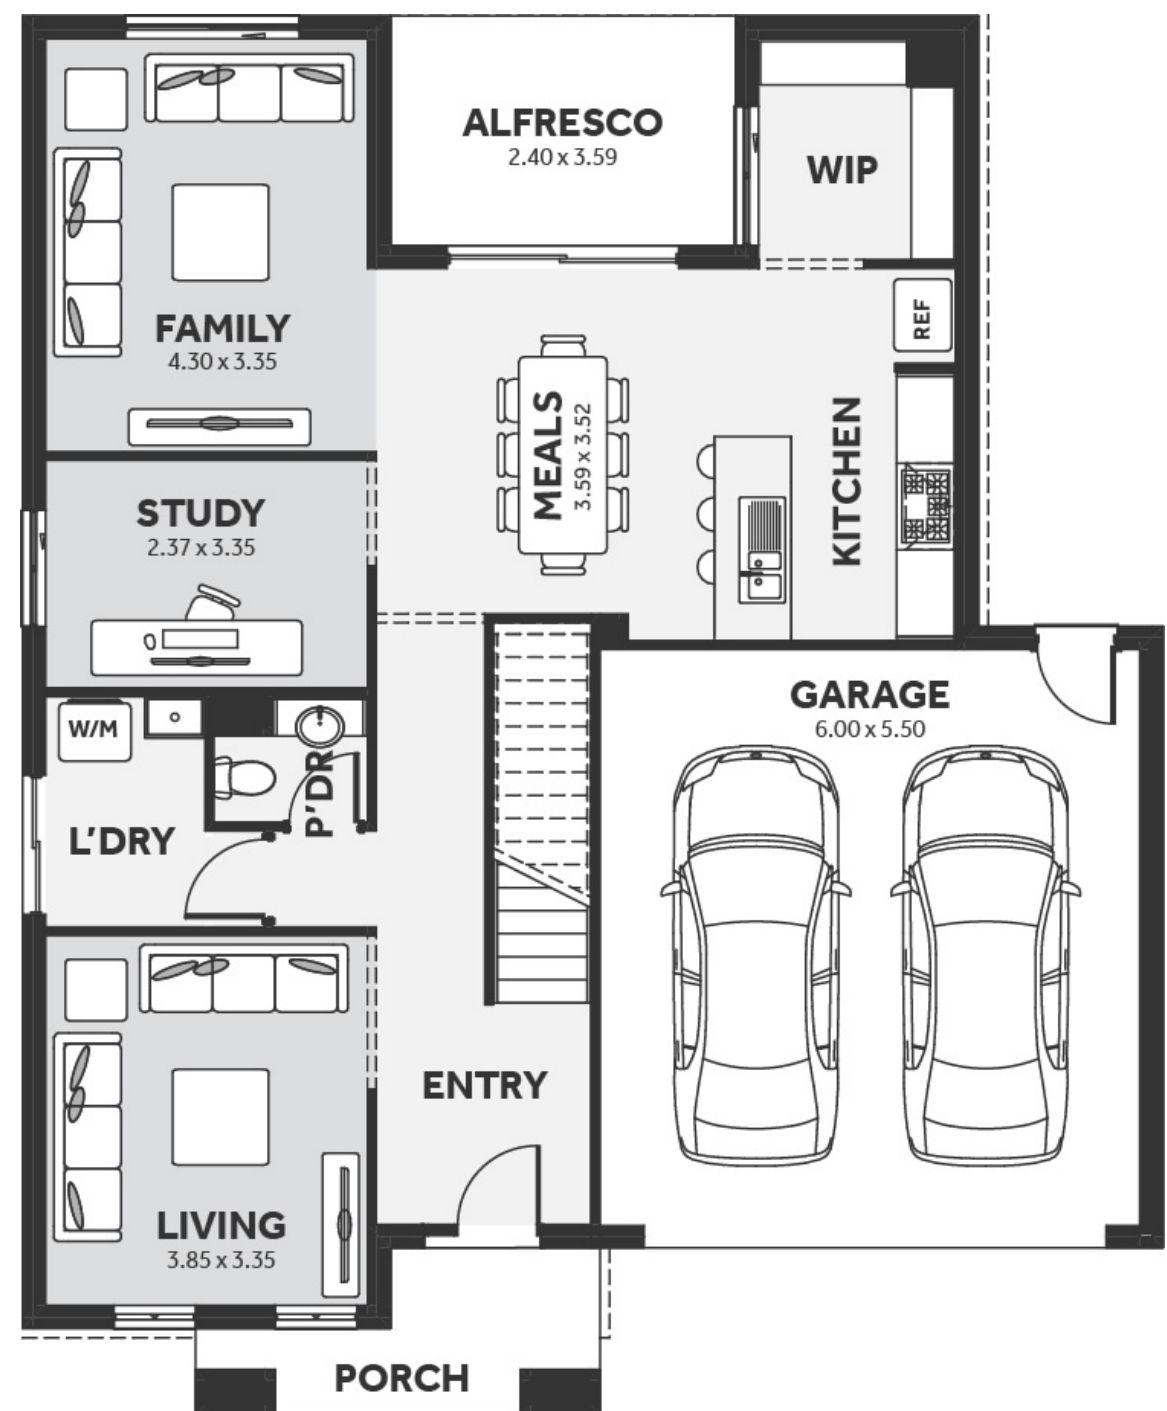 ALFRESCO
2.40 x 3.59
WIP
FAMILY
4.30 x 3.35
REF
MEALS
3.59 x 3.52
KITCHEN
STUDY
2.37 x 3.35
GARAGE
6.00 x 5.50
W/M
P'DR
L'DRY
ENTRY
LIVING
3.85 x 3.35
PORCH